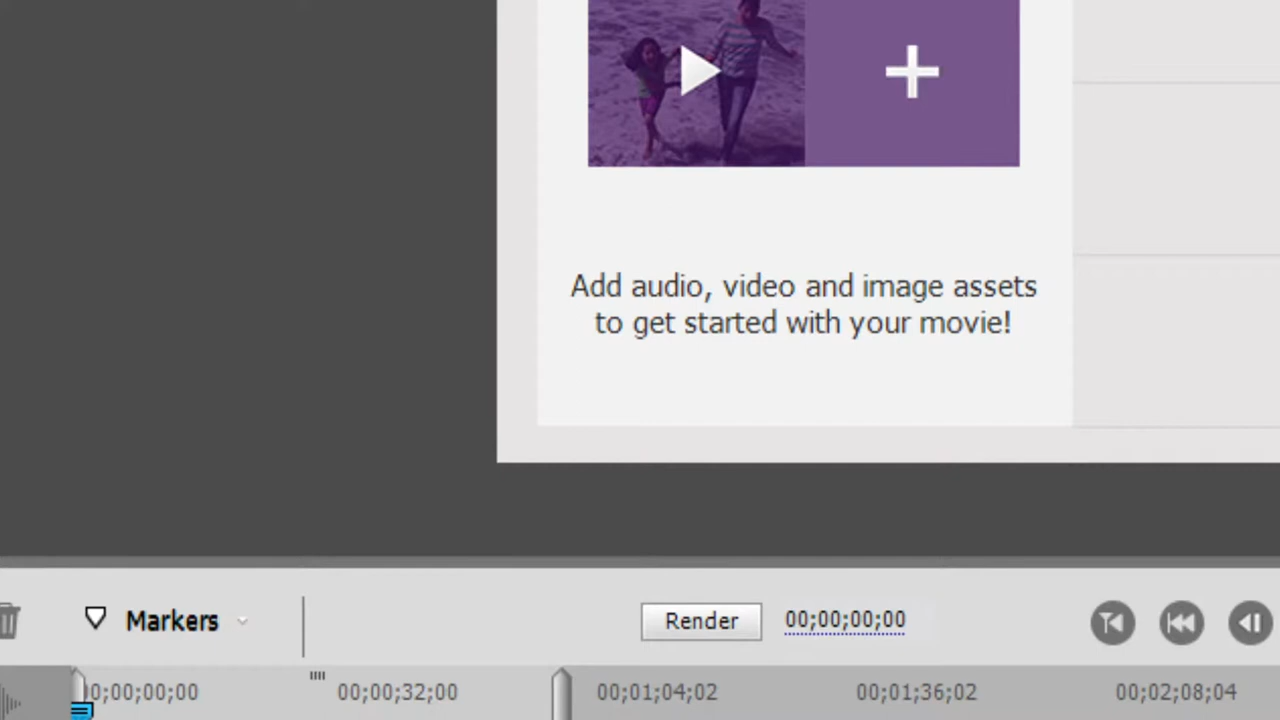 Add audio, video and image assets
to get started with your movie!
Markers
Render
00;00;00;00
0;00;00;00
00;00;32;00
00;01;04;02
00;01;36;02
00;02;08;04